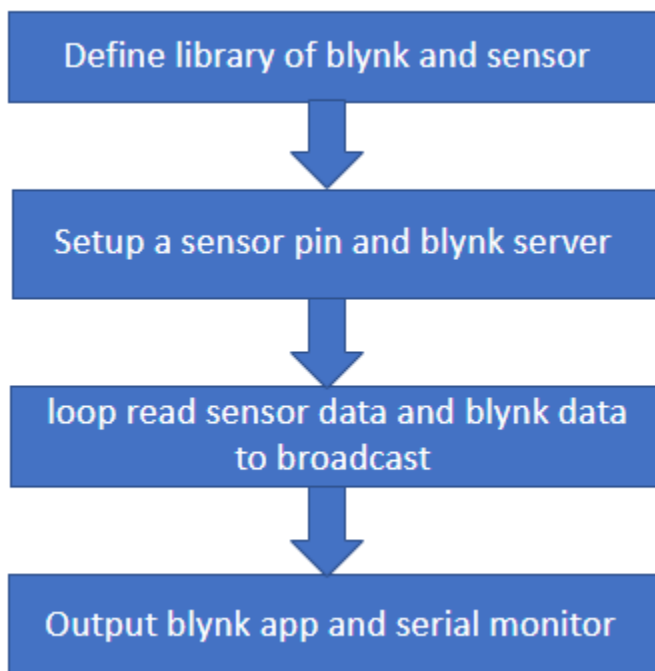 Define library of blynk and sensor
Setup a sensor pin and blynk server
loop read sensor data and blynk data
to broadcast
Output blynk app and serial monitor